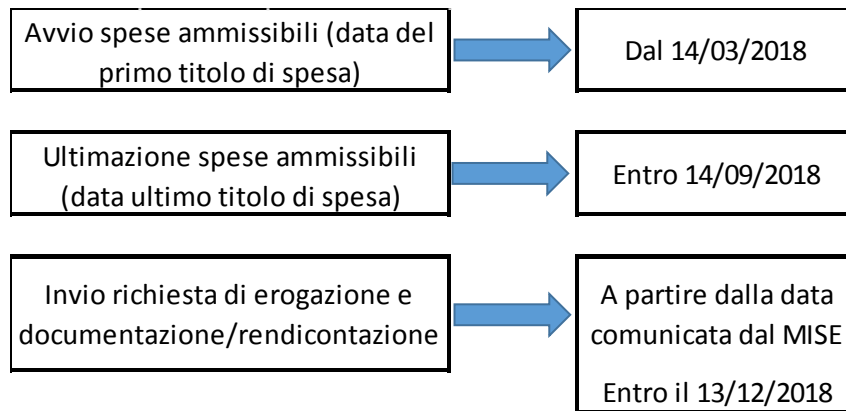 Avvio spese ammissibili (data del
primo titolo di spesa)
Dal 14/03/2018
Ultimazione spese ammissibili
(data ultimo titolo di spesa)
Entro 14/09/2018
Invio richiesta di erogazione e
documentazione/rendicontazione
A partire dalla data
comunicata dal MISE
Entro il 13/12/2018